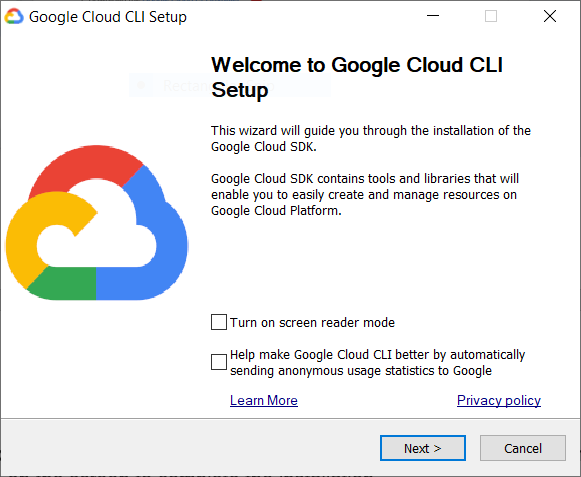 Google Cloud CLI Setup
Welcome to Google Cloud CLI
Setup
This wizard will guide you through the installation of the
Google Cloud SDK.
Google Cloud SDK contains tools and libraries that will
enable you to easily create and manage resources on
Google Cloud Platform.
Turn on screen reader mode
Help make Google Cloud CLI better by automatically
sending anonymous usage statistics to Google
Learn More
Privacy policy
Next >
Cancel